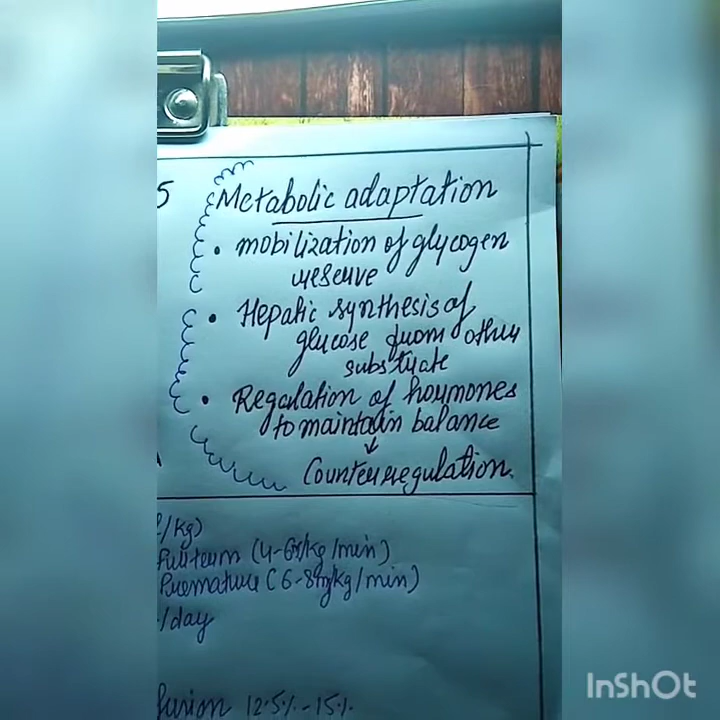 5 Metabolic adaptation
• mobilization of glycogen
reserve
• Hepatic synthesis of
glucose from other
substrate
• Regulation of hormones
to maintain balance
↓
Counterregulation.
/kg)
Fullterm (4-6 /kg/min)
Premature (6-8mg/kg/min)
/day
fusion 12.5%-15%
InShOt